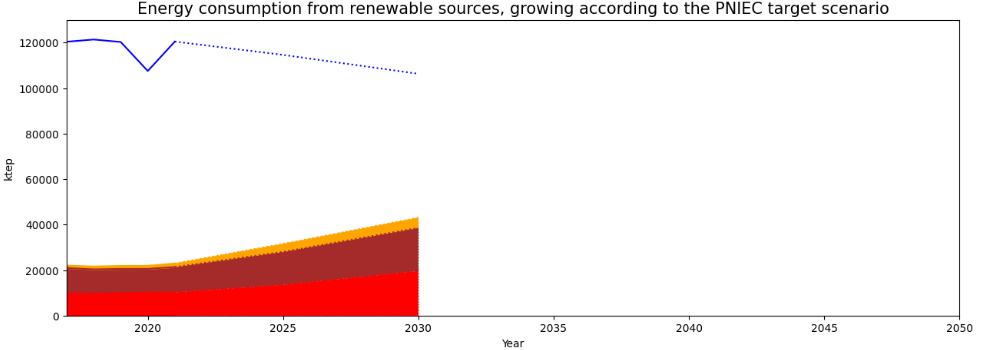 Energy consumption from renewable sources, growing according to the PNIEC target scenario
120000
100000
80000
60000
40000
20000
0
ktep
2020 2025 2030 2035 2040 2045 2050
Year